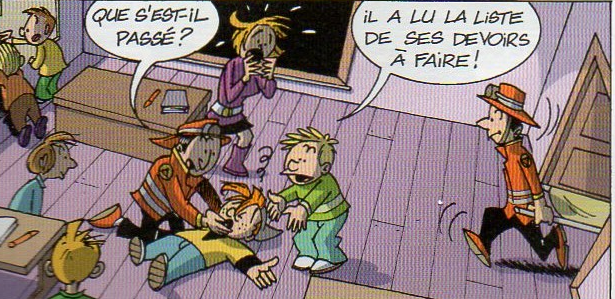 QUE S'EST-IL
PASSÉ?
IL A LU LA LISTE
DE SES DEVOIRS
À FAIRE!